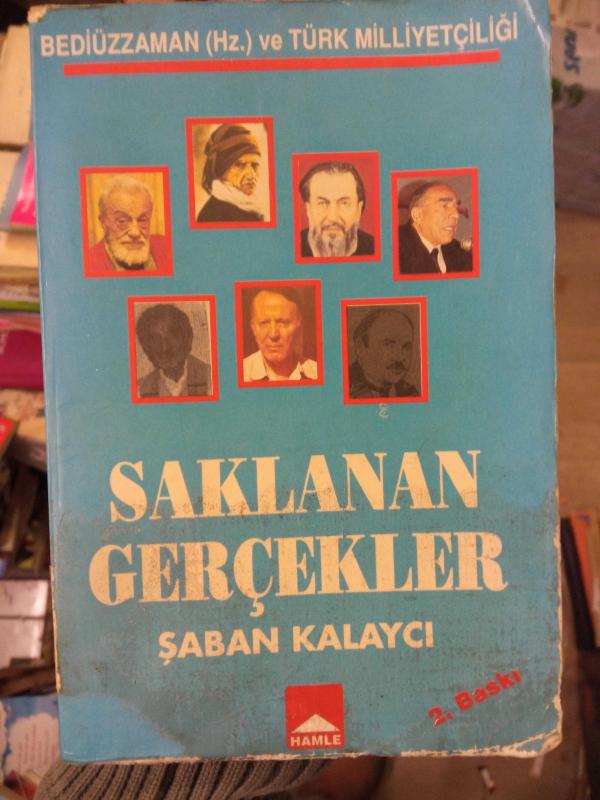 BEDİÜZZAMAN (Hz.) ve TÜRK MİLLİYETÇİLİĞİ
SAKLANAN
GERÇEKLER
ŞABAN KALAYCI
2. Baskı
HAMLE